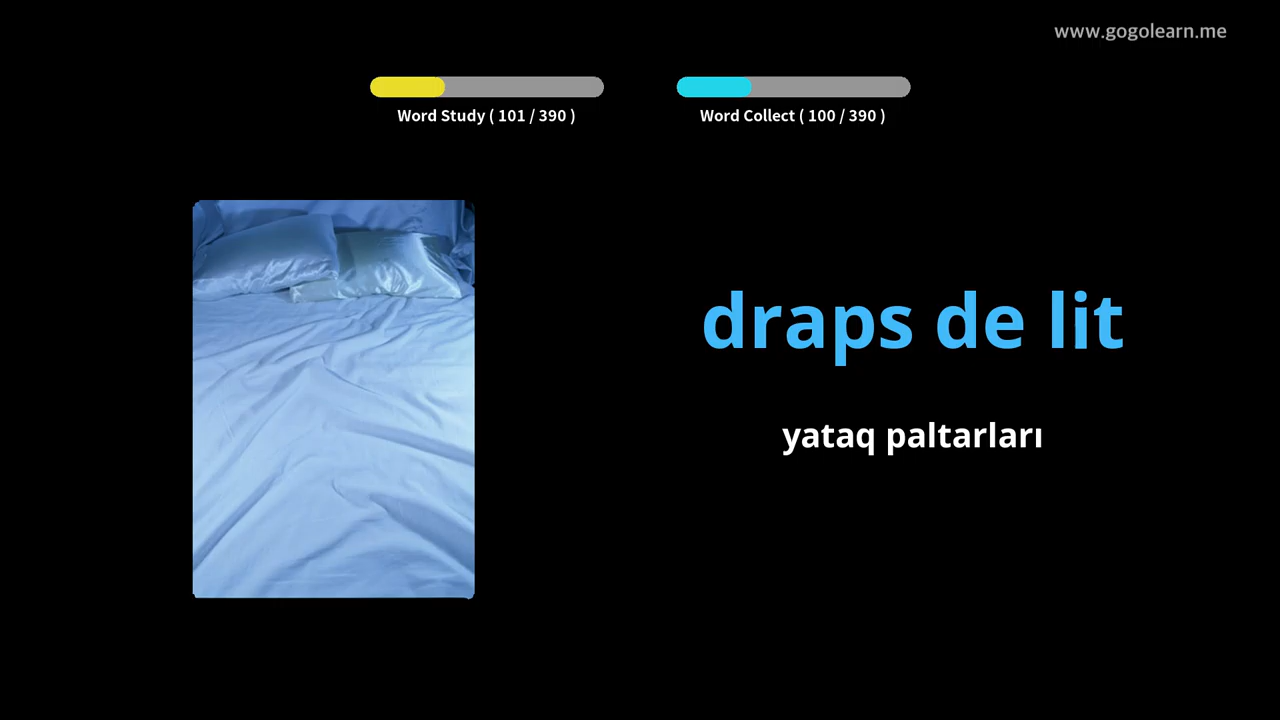 www.gogolearn.me
Word Study ( 101 / 390 )
Word Collect ( 100 / 390 )
draps de lit
yataq paltarları